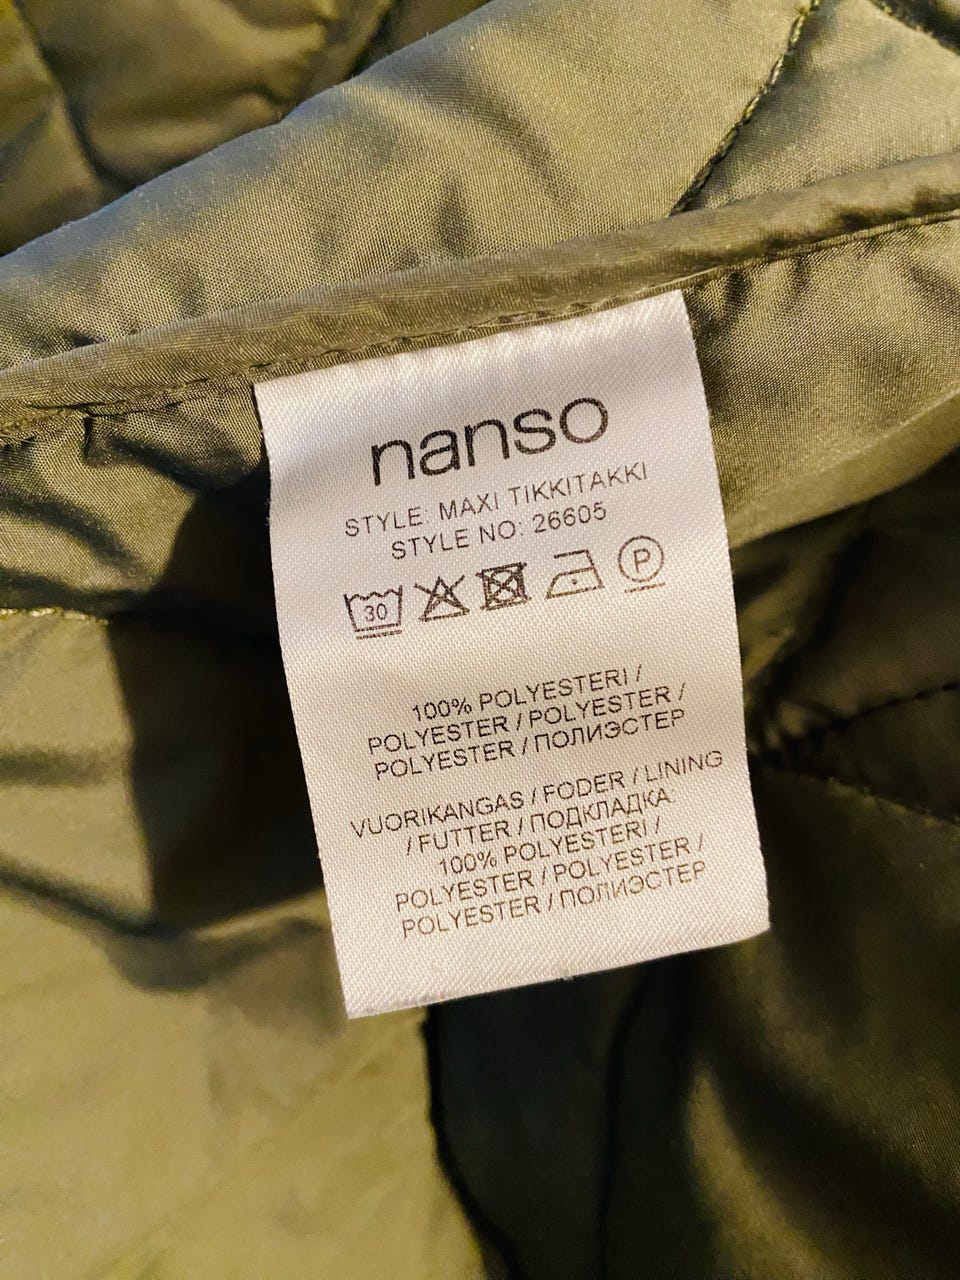 nanso
STYLE: MAXI TIKKITAKKI
STYLE NO: 26605
30 P
100% POLYESTERI /
POLYESTER / POLYESTER /
POLYESTER / ПОЛИЭСТЕР
VUORIKANGAS / FODER / LINING
/ FUTTER / ПОДКЛАДКА:
100% POLYESTERI /
POLYESTER / POLYESTER /
POLYESTER / ПОЛИЭСТЕР